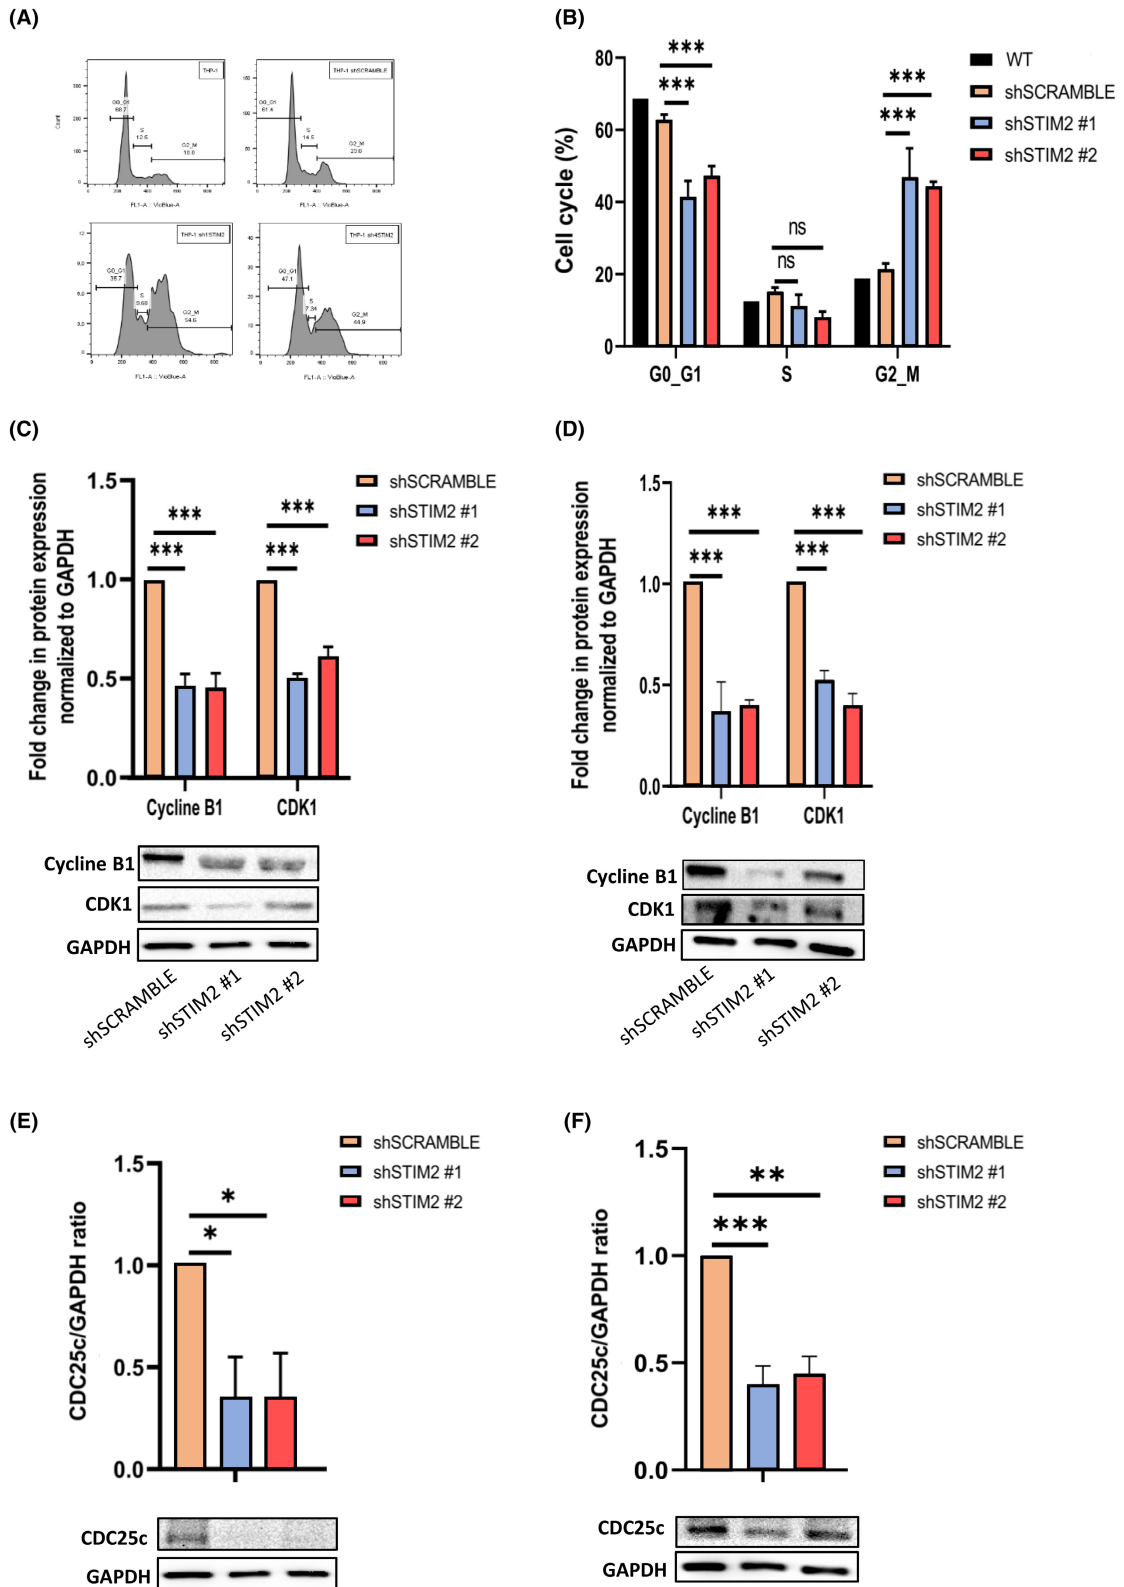 (A)
THP-1
G0_G1
S
12.5
G2_M
Count
FL1-A :: VioBlue-A
THP-1 shSCRAMBLE
G0_G1
61.4
S
14.5
G2_M
FL1-A :: VioBlue-A
THP-1 sh1STIM2
G0_G1
35.7
S
9.68
G2_M
54.6
FL1-A :: VioBlue-A
THP-1 sh4STIM2
G0_G1
47.1
S
7.34
G2_M
44.9
FL1-A :: VioBlue-A
(B)
Cell cycle (%)
80
60
40
20
0
***
***
ns
ns
***
***
G0_G1 S G2_M
WT
shSCRAMBLE
shSTIM2 #1
shSTIM2 #2
(C)
Fold change in protein expression
normalized to GAPDH
1.5
1.0
0.5
0.0
***
***
***
***
Cycline B1 CDK1
shSCRAMBLE
shSTIM2 #1
shSTIM2 #2
Cycline B1
CDK1
GAPDH
shSCRAMBLE
shSTIM2 #1
shSTIM2 #2
(D)
Fold change in protein expression
normalized to GAPDH
1.5
1.0
0.5
0.0
***
***
***
***
Cycline B1 CDK1
shSCRAMBLE
shSTIM2 #1
shSTIM2 #2
Cycline B1
CDK1
GAPDH
shSCRAMBLE
shSTIM2 #1
shSTIM2 #2
(E)
CDC25c/GAPDH ratio
1.5
1.0
0.5
0.0
*
*
shSCRAMBLE
shSTIM2 #1
shSTIM2 #2
CDC25c
GAPDH
(F)
CDC25c/GAPDH ratio
1.5
1.0
0.5
0.0
**
***
shSCRAMBLE
shSTIM2 #1
shSTIM2 #2
CDC25c
GAPDH